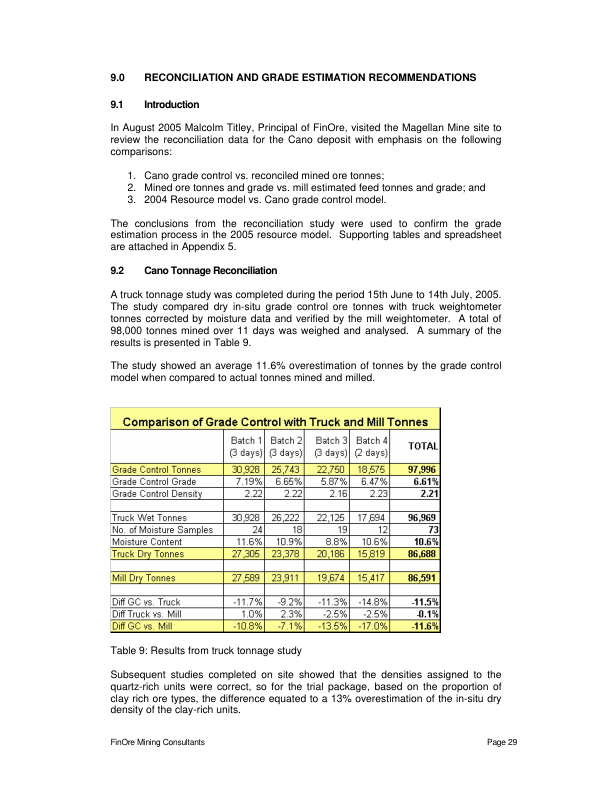 9.0 RECONCILIATION AND GRADE ESTIMATION RECOMMENDATIONS
9.1 Introduction
In August 2005 Malcolm Titley, Principal of FinOre, visited the Magellan Mine site to
review the reconciliation data for the Cano deposit with emphasis on the following
comparisons:
1. Cano grade control vs. reconciled mined ore tonnes;
2. Mined ore tonnes and grade vs. mill estimated feed tonnes and grade; and
3. 2004 Resource model vs. Cano grade control model.
The conclusions from the reconciliation study were used to confirm the grade
estimation process in the 2005 resource model. Supporting tables and spreadsheet
are attached in Appendix 5.
9.2 Cano Tonnage Reconciliation
A truck tonnage study was completed during the period 15th June to 14th July, 2005.
The study compared dry in-situ grade control ore tonnes with truck weightometer
tonnes corrected by moisture data and verified by the mill weightometer. A total of
98,000 tonnes mined over 11 days was weighed and analysed. A summary of the
results is presented in Table 9.
The study showed an average 11.6% overestimation of tonnes by the grade control
model when compared to actual tonnes mined and milled.
Comparison of Grade Control with Truck and Mill Tonnes
Batch 1 Batch 2 Batch 3 Batch 4 TOTAL
(3 days) (3 days) (3 days) (2 days)
Grade Control Tonnes 30,928 25,743 22,750 18,575 97,996
Grade Control Grade 7.19% 6.65% 5.87% 6.47% 6.61%
Grade Control Density 2.22 2.22 2.16 2.23 2.21
Truck Wet Tonnes 30,928 26,222 22,125 17,694 96,969
No. of Moisture Samples 24 18 19 12 73
Moisture Content 11.6% 10.9% 8.8% 10.6% 10.6%
Truck Dry Tonnes 27,305 23,378 20,186 15,819 86,688
Mill Dry Tonnes 27,589 23,911 19,674 15,417 86,591
Diff GC vs. Truck -11.7% -9.2% -11.3% -14.8% -11.5%
Diff Truck vs. Mill 1.0% 2.3% -2.5% -2.5% -0.1%
Diff GC vs. Mill -10.8% -7.1% -13.5% -17.0% -11.6%
Table 9: Results from truck tonnage study
Subsequent studies completed on site showed that the densities assigned to the
quartz-rich units were correct, so for the trial package, based on the proportion of
clay rich ore types, the difference equated to a 13% overestimation of the in-situ dry
density of the clay-rich units.
FinOre Mining Consultants Page 29